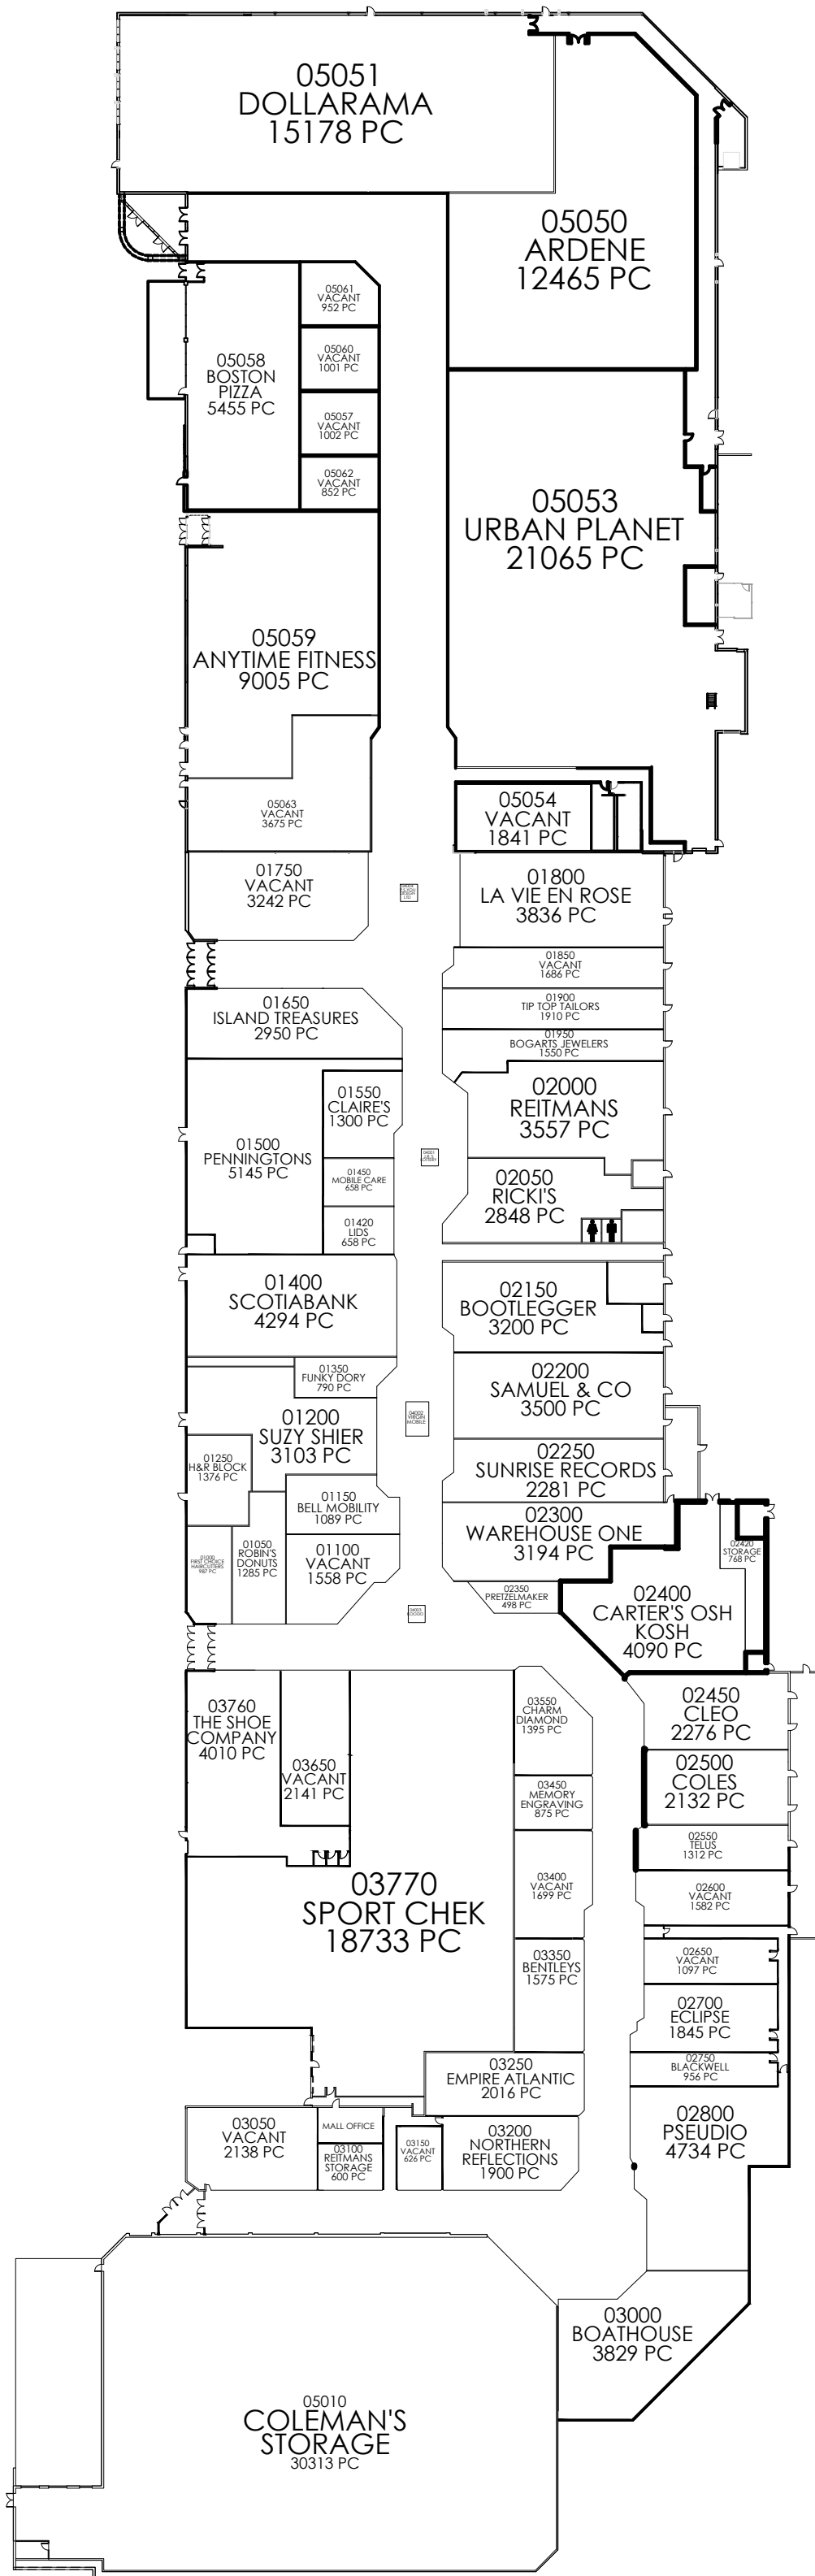 05051
DOLLARAMA
15178 PC
05050
ARDENE
12465 PC
05061
VACANT
952 PC
05060
VACANT
1001 PC
05058
BOSTON
PIZZA
5455 PC
05057
VACANT
1002 PC
05062
VACANT
852 PC
05053
URBAN PLANET
21065 PC
05059
ANYTIME FITNESS
9005 PC
05063
VACANT
3675 PC
05054
VACANT
1841 PC
01750
VACANT
3242 PC
01800
LA VIE EN ROSE
3836 PC
01850
VACANT
1686 PC
01650
ISLAND TREASURES
2950 PC
01900
TIP TOP TAILORS
1910 PC
01950
BOGARTS JEWELERS
1550 PC
01550
CLAIRE'S
1300 PC
02000
REITMANS
3557 PC
01500
PENNINGTONS
5145 PC
01450
MOBILE CARE
658 PC
02050
RICKI'S
2848 PC
01420
LIDS
658 PC
01400
SCOTIABANK
4294 PC
02150
BOOTLEGGER
3200 PC
01350
FUNKY DORY
790 PC
02200
SAMUEL & CO
3500 PC
01200
SUZY SHIER
3103 PC
04002
VIRGIN
MOBILE
01250
H&R BLOCK
1376 PC
02250
SUNRISE RECORDS
2281 PC
01150
BELL MOBILITY
1089 PC
02300
WAREHOUSE ONE
3194 PC
01000
FIRST CHOICE
HAIRCUTTERS
987 PC
01050
ROBIN'S
DONUTS
1285 PC
01100
VACANT
1558 PC
02420
STORAGE
768 PC
02350
PRETZELMAKER
498 PC
02400
CARTER'S OSH
KOSH
4090 PC
03760
THE SHOE
COMPANY
4010 PC
03650
VACANT
2141 PC
03550
CHARM
DIAMOND
1395 PC
02450
CLEO
2276 PC
02500
COLES
2132 PC
03450
MEMORY
ENGRAVING
875 PC
02550
TELUS
1312 PC
03770
SPORT CHEK
18733 PC
03400
VACANT
1699 PC
02600
VACANT
1582 PC
03350
BENTLEYS
1575 PC
02650
VACANT
1097 PC
02700
ECLIPSE
1845 PC
03250
EMPIRE ATLANTIC
2016 PC
02750
BLACKWELL
956 PC
03050
VACANT
2138 PC
MALL OFFICE
03100
REITMANS
STORAGE
600 PC
03150
VACANT
626 PC
03200
NORTHERN
REFLECTIONS
1900 PC
02800
PSEUDIO
4734 PC
03000
BOATHOUSE
3829 PC
05010
COLEMAN'S
STORAGE
30313 PC